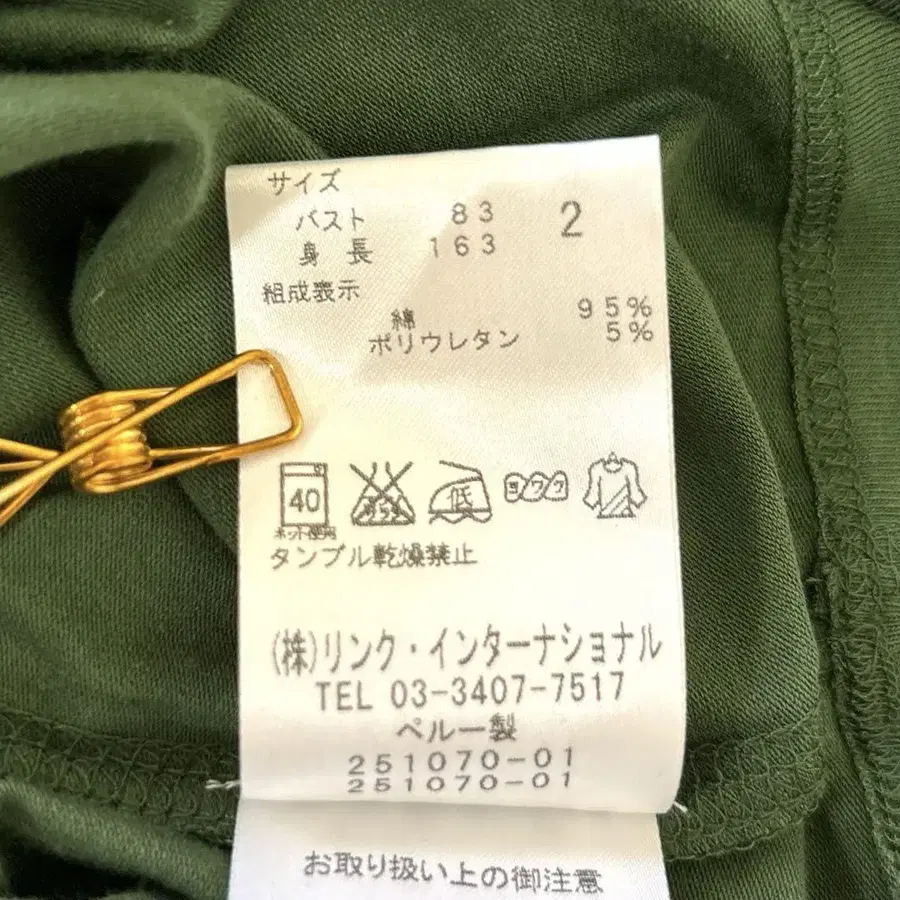 サイズ
バスト 83 2
身長 163
組成表示
綿 95%
ポリウレタン 5%
40 低 ヨワク
ネット使用
タンブル乾燥禁止
(株)リンク・インターナショナル
TEL 03-3407-7517
ペルー製
251070-01
251070-01
お取り扱い上の御注意